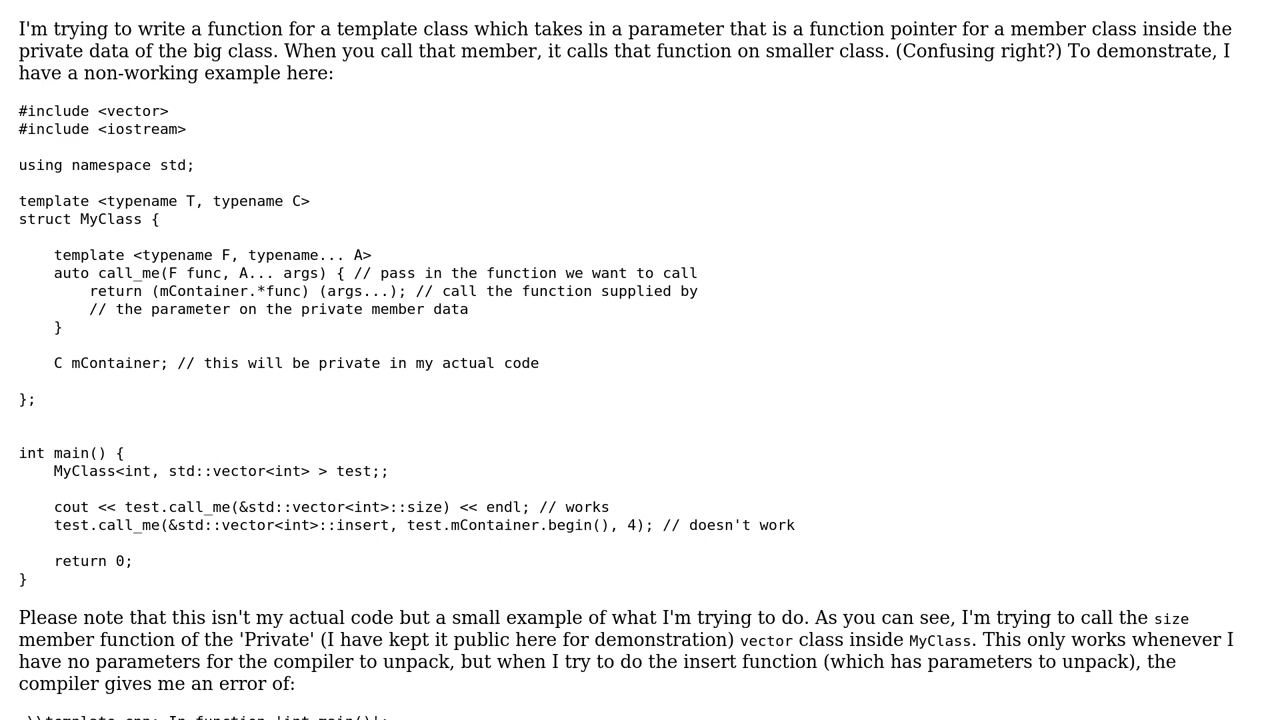 I'm trying to write a function for a template class which takes in a parameter that is a function pointer for a member class inside the
private data of the big class. When you call that member, it calls that function on smaller class. (Confusing right?) To demonstrate, I
have a non-working example here:
#include <vector>
#include <iostream>
using namespace std;
template <typename T, typename C>
struct MyClass {
    template <typename F, typename... A>
    auto call_me(F func, A... args) { // pass in the function we want to call
        return (mContainer.*func) (args...); // call the function supplied by
        // the parameter on the private member data
    }
    C mContainer; // this will be private in my actual code
};
int main() {
    MyClass<int, std::vector<int> > test;;
    cout << test.call_me(&std::vector<int>::size) << endl; // works
    test.call_me(&std::vector<int>::insert, test.mContainer.begin(), 4); // doesn't work
    return 0;
}
Please note that this isn't my actual code but a small example of what I'm trying to do. As you can see, I'm trying to call the size
member function of the 'Private' (I have kept it public here for demonstration) vector class inside MyClass. This only works whenever I
have no parameters for the compiler to unpack, but when I try to do the insert function (which has parameters to unpack), the
compiler gives me an error of: